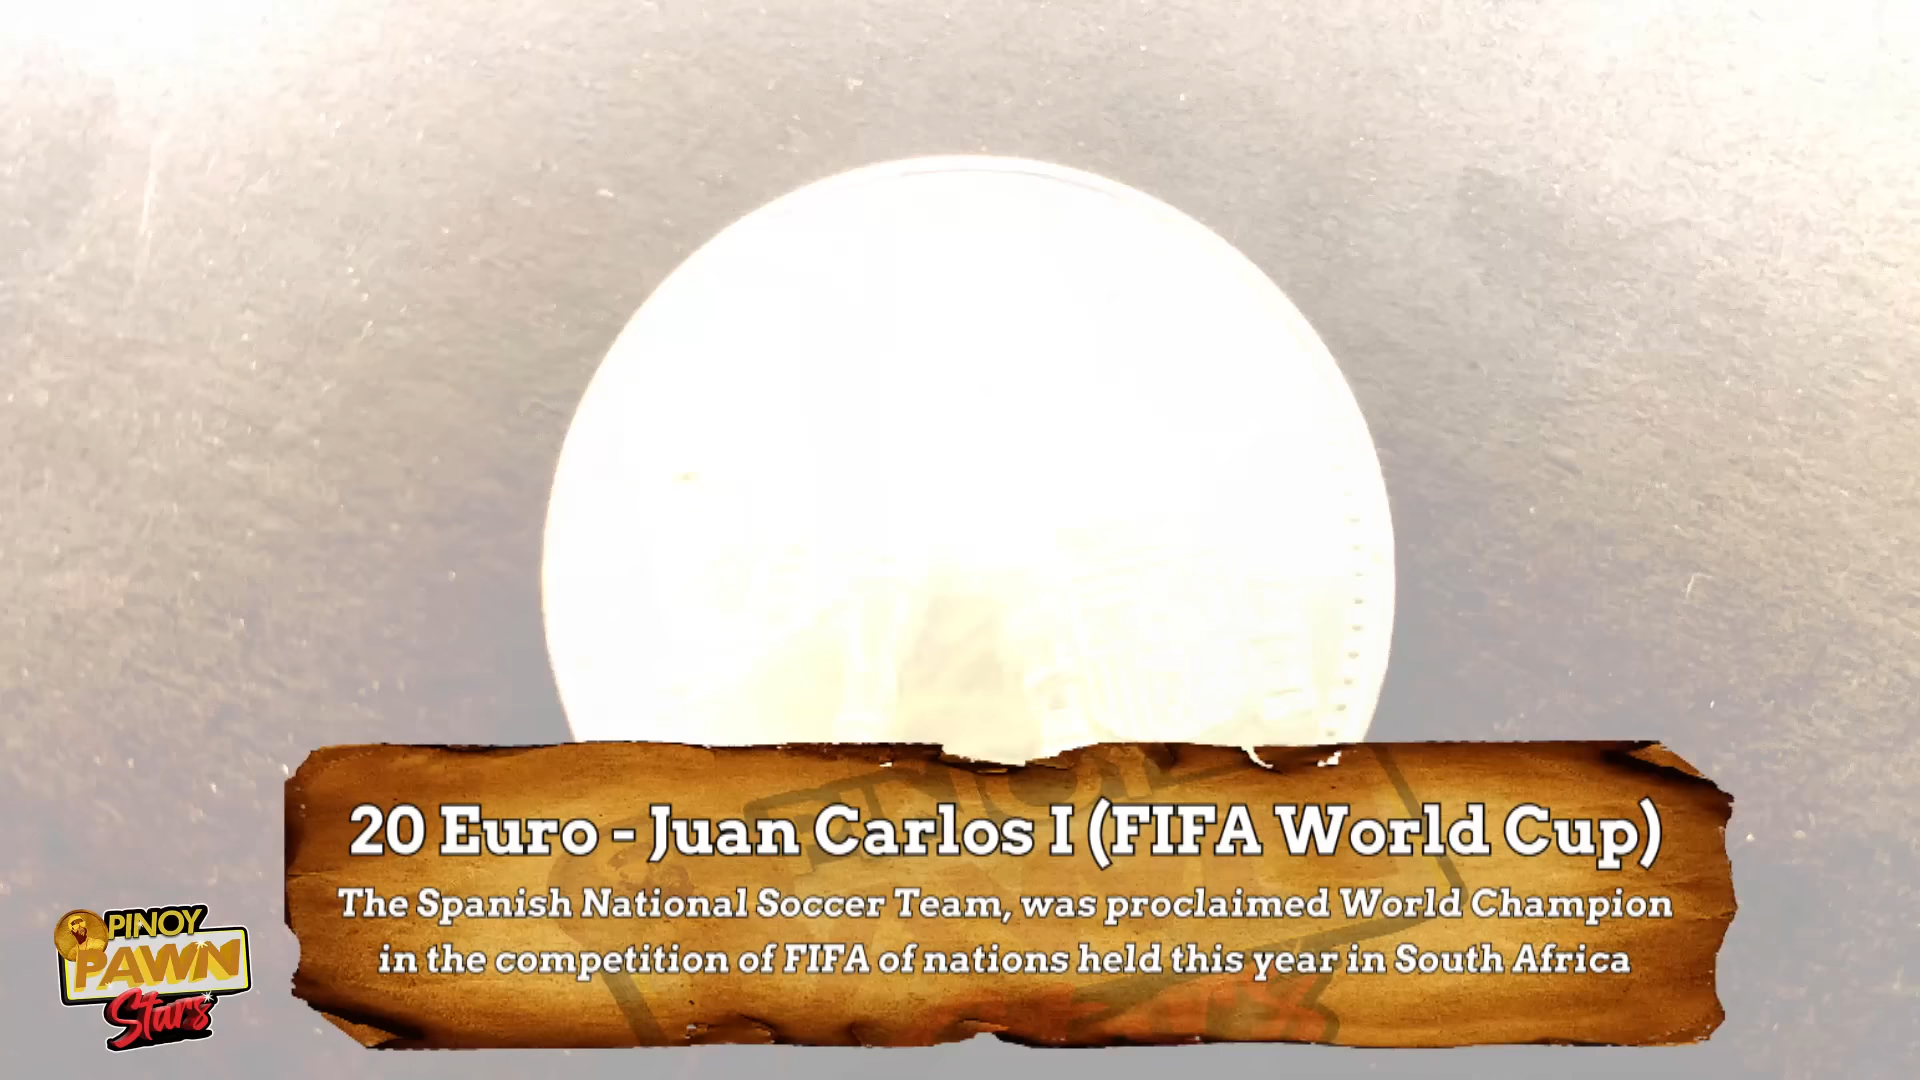 20 Euro - Juan Carlos I (FIFA World Cup)
The Spanish National Soccer Team, was proclaimed World Champion
in the competition of FIFA of nations held this year in South Africa
PINOY
PAWN
Stars